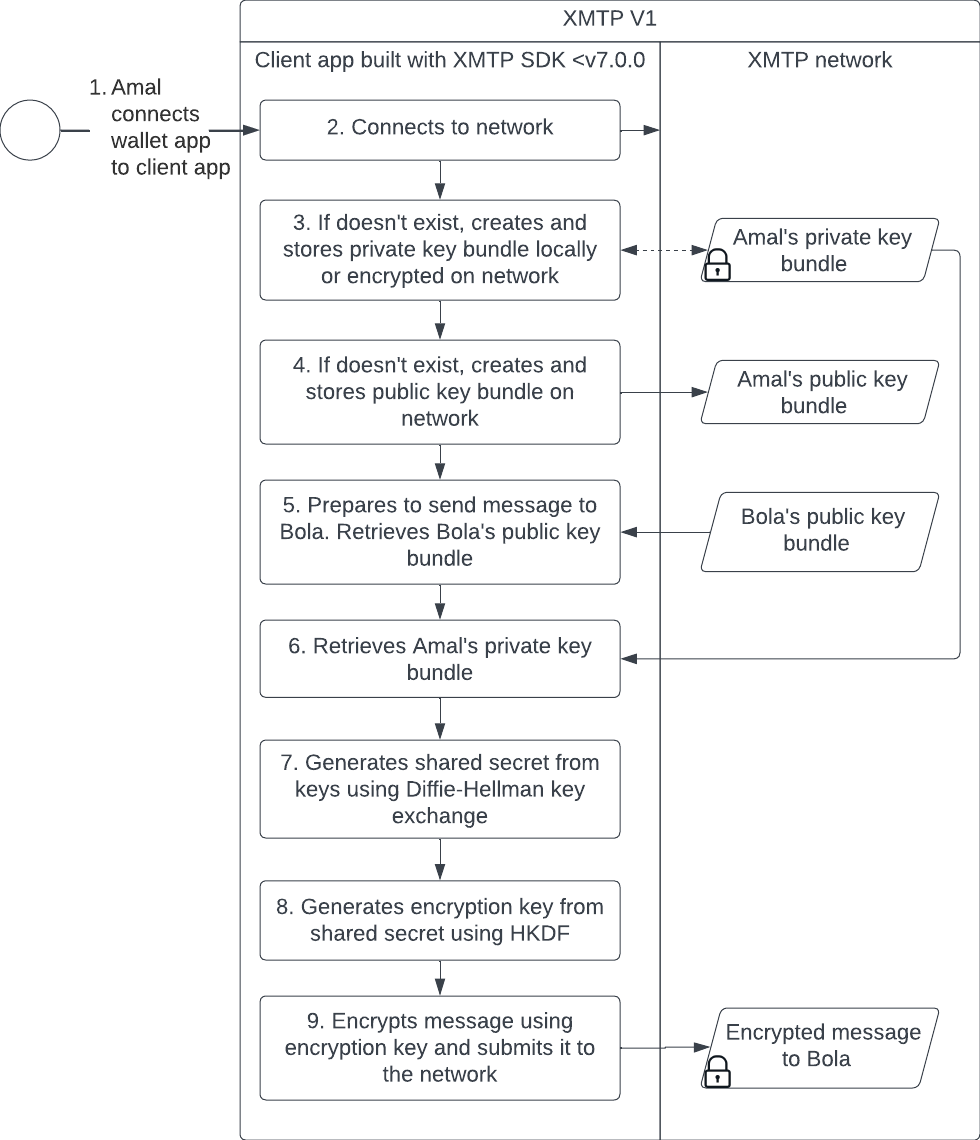 XMTP V1
Client app built with XMTP SDK <v7.0.0
XMTP network
1. Amal
connects
wallet app
to client app
2. Connects to network
3. If doesn't exist, creates and
stores private key bundle locally
or encrypted on network
Amal's private key
bundle
4. If doesn't exist, creates and
stores public key bundle on
network
Amal's public key
bundle
5. Prepares to send message to
Bola. Retrieves Bola's public key
bundle
Bola's public key
bundle
6. Retrieves Amal's private key
bundle
7. Generates shared secret from
keys using Diffie-Hellman key
exchange
8. Generates encryption key from
shared secret using HKDF
9. Encrypts message using
encryption key and submits it to
the network
Encrypted message
to Bola